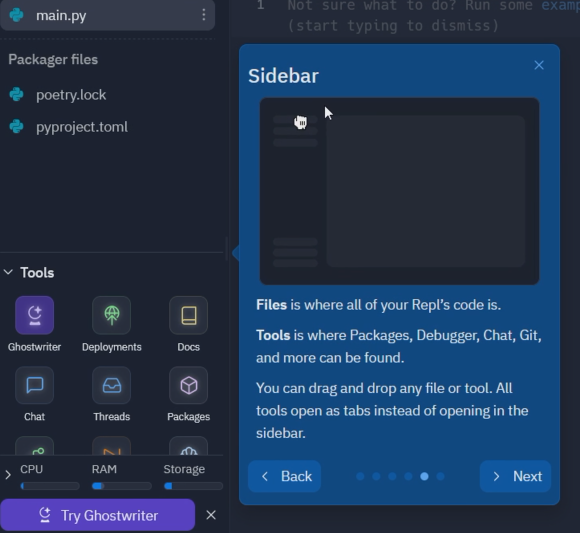 main.py
1 Not sure what to do? Run some examp
(start typing to dismiss)
Packager files
poetry.lock
pyproject.toml
Sidebar
Files is where all of your Repl's code is.
Tools is where Packages, Debugger, Chat, Git,
and more can be found.
You can drag and drop any file or tool. All
tools open as tabs instead of opening in the
sidebar.
Back
Next
Tools
Ghostwriter Deployments Docs
Chat Threads Packages
CPU RAM Storage
Try Ghostwriter